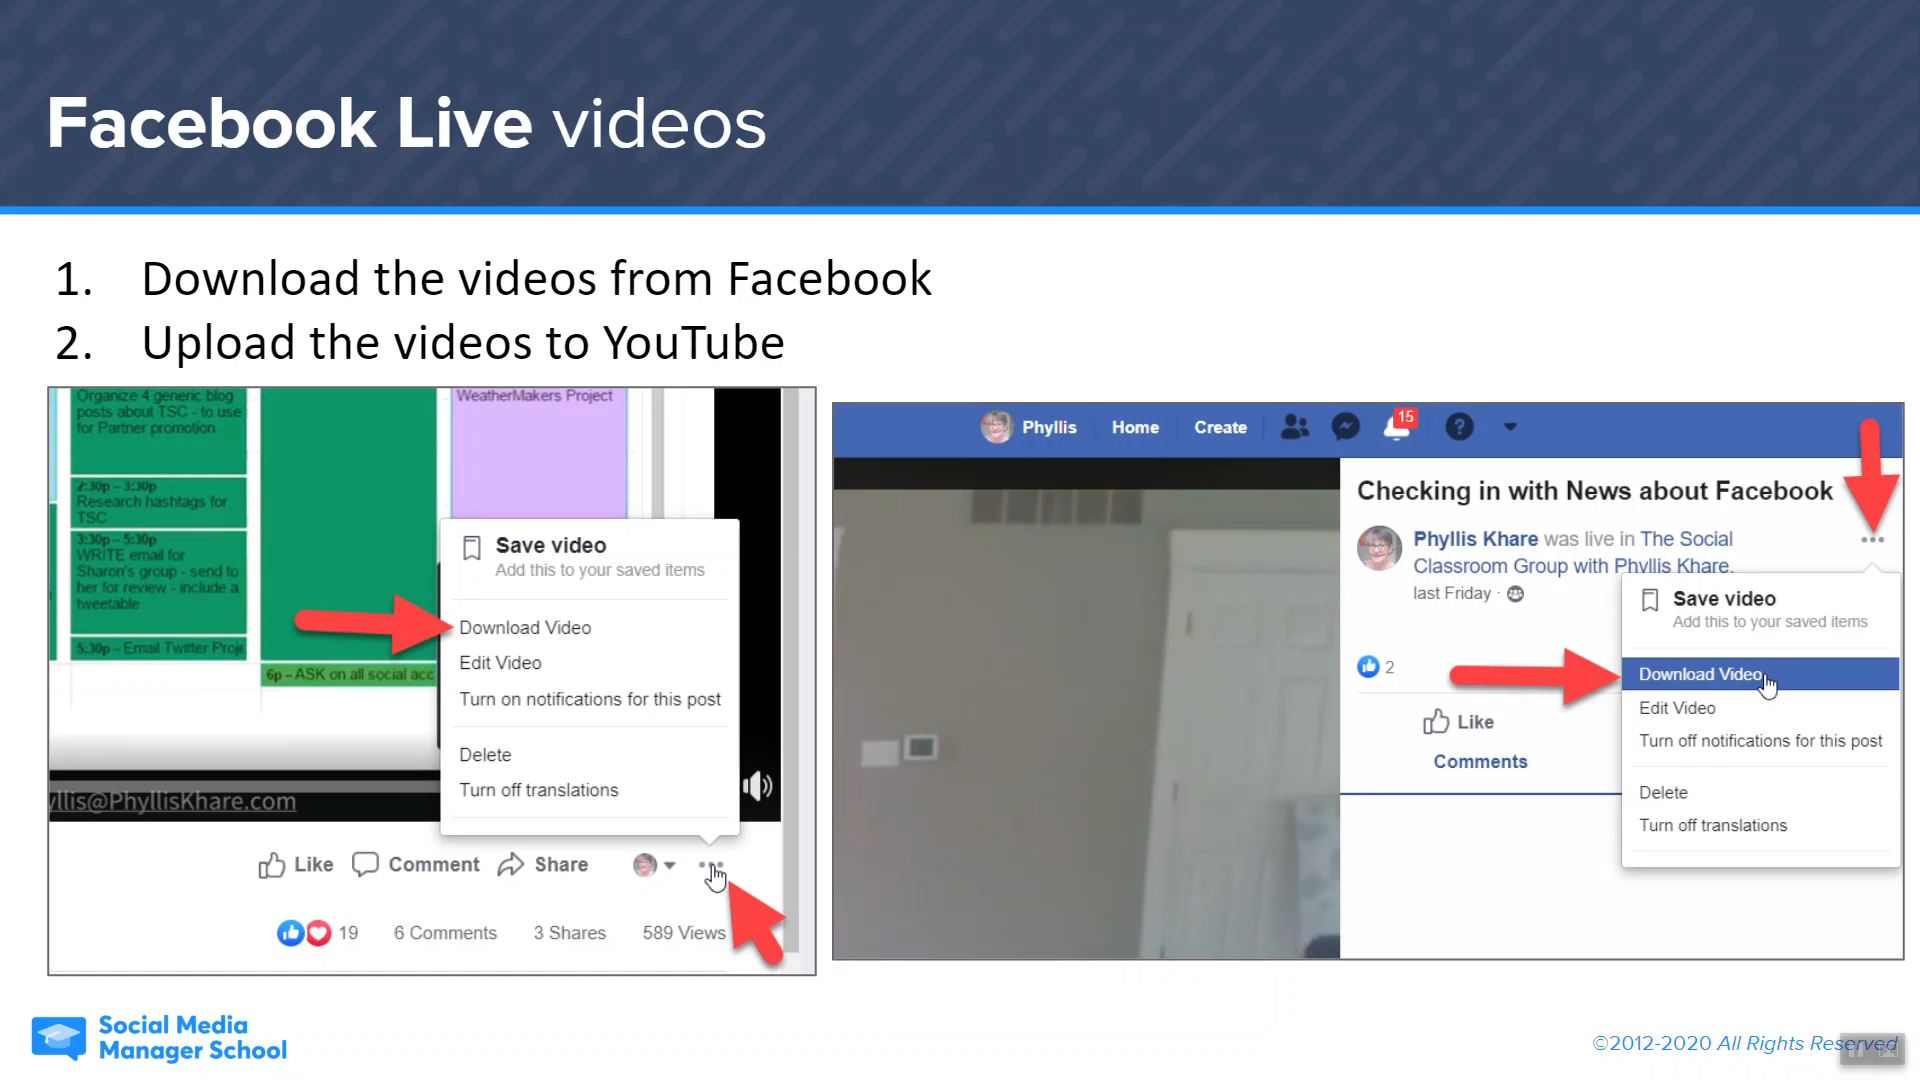 Facebook Live videos
1. Download the videos from Facebook
2. Upload the videos to YouTube
Organize 4 generic blog
posts about TSC - to use
for Partner promotion
2:30p – 3:30p
Research hashtags for
TSC
3:30p – 5:30p
WRITE email for
Sharon's group - send to
her for review - include a
tweetable
5:30p – Email Twitter Proje
6p – ASK on all social acc
WeatherMakers Project
Save video
Add this to your saved items
Download Video
Edit Video
Turn on notifications for this post
Delete
Turn off translations
yllis@PhyllisKhare.com
Like Comment Share
19 6 Comments 3 Shares 589 Views
Phyllis Home Create 15
Checking in with News about Facebook
Phyllis Khare was live in The Social
Classroom Group with Phyllis Khare.
last Friday ·
2
Like
Comments
Save video
Add this to your saved items
Download Video
Edit Video
Turn off notifications for this post
Delete
Turn off translations
Social Media
Manager School
©2012-2020 All Rights Reserved